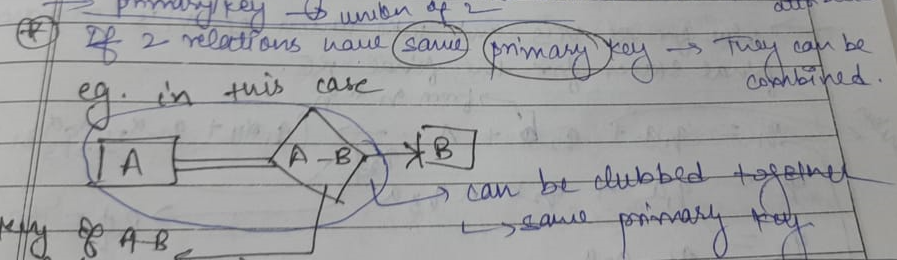 → primary key → union of 2
* If 2 relations have same primary key → They can be
combined.
eg. in this case
A A-B B
→ can be clubbed together
↳ same primary key
key of A-B